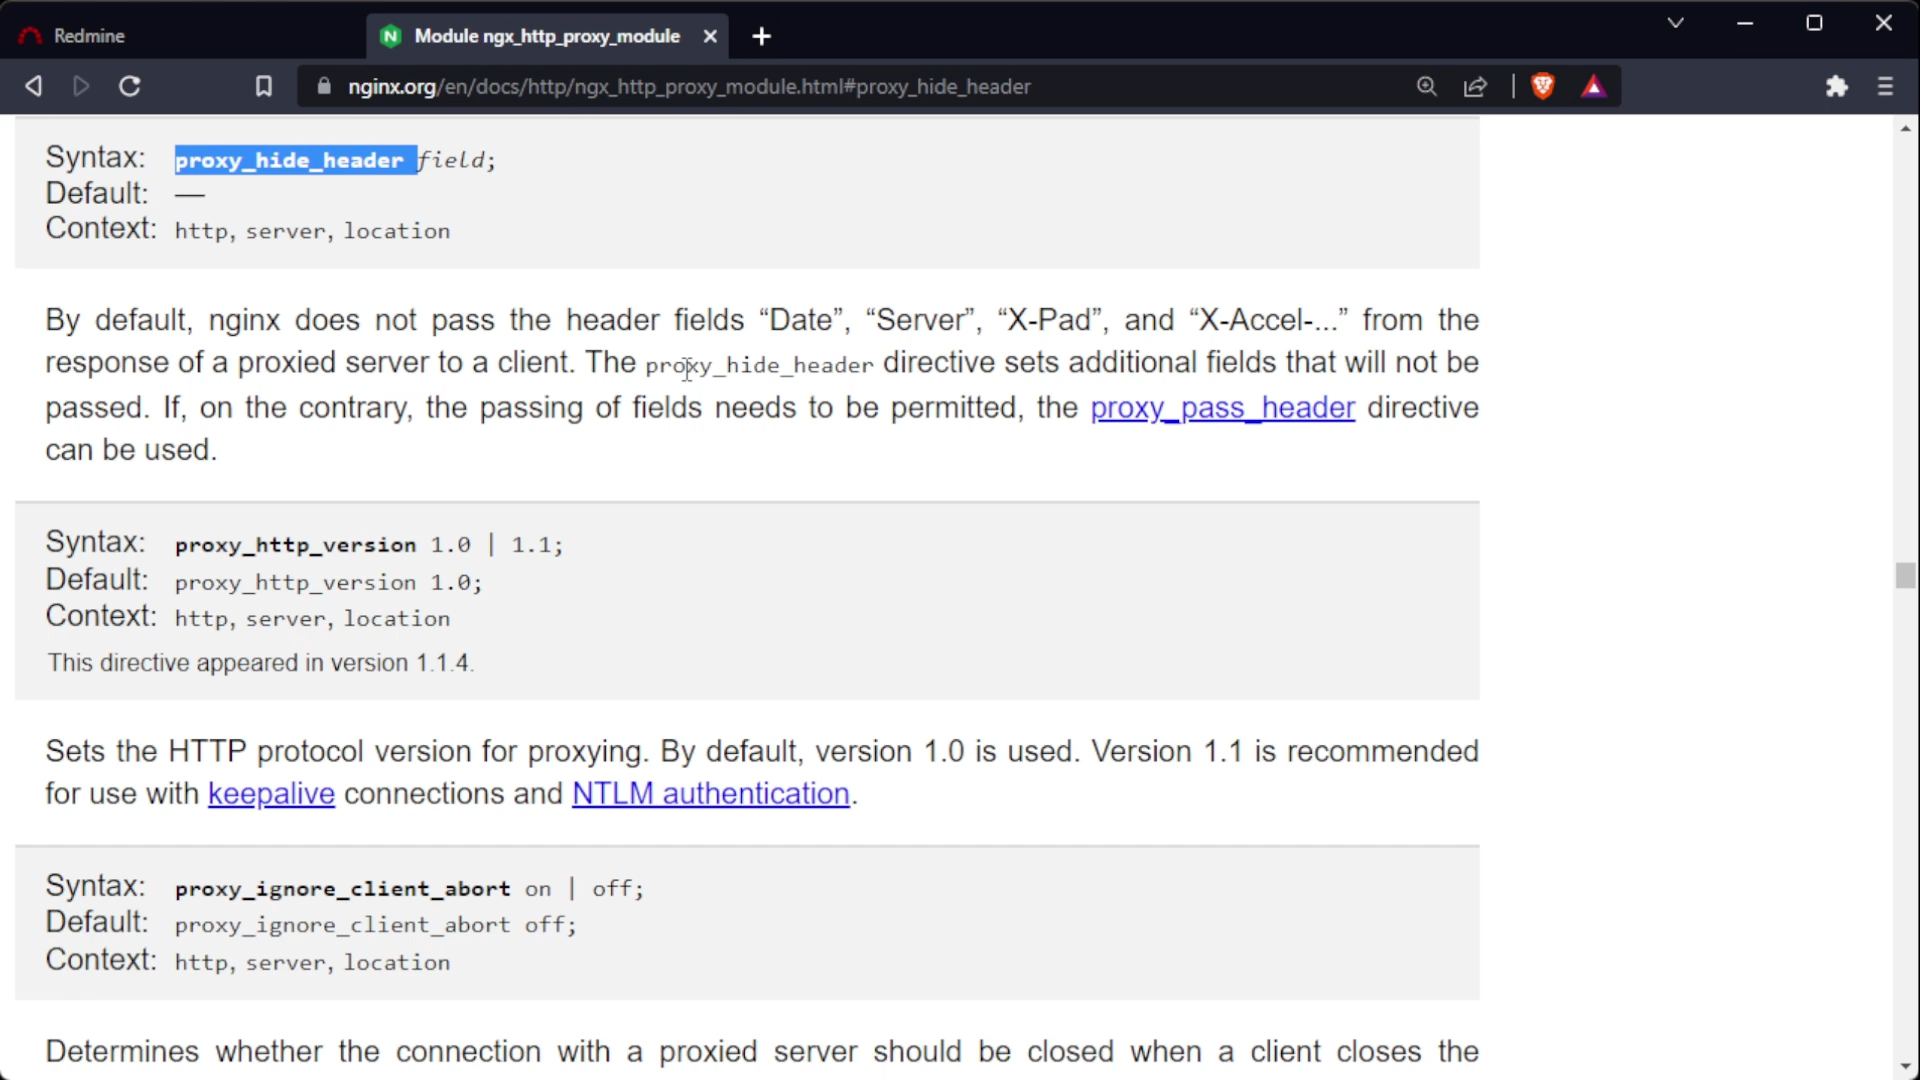 Redmine
Module ngx_http_proxy_module
nginx.org/en/docs/http/ngx_http_proxy_module.html#proxy_hide_header
Syntax: proxy_hide_header field;
Default: —
Context: http, server, location
By default, nginx does not pass the header fields “Date”, “Server”, “X-Pad”, and “X-Accel-...” from the
response of a proxied server to a client. The proxy_hide_header directive sets additional fields that will not be
passed. If, on the contrary, the passing of fields needs to be permitted, the proxy_pass_header directive
can be used.
Syntax: proxy_http_version 1.0 | 1.1;
Default: proxy_http_version 1.0;
Context: http, server, location
This directive appeared in version 1.1.4.
Sets the HTTP protocol version for proxying. By default, version 1.0 is used. Version 1.1 is recommended
for use with keepalive connections and NTLM authentication.
Syntax: proxy_ignore_client_abort on | off;
Default: proxy_ignore_client_abort off;
Context: http, server, location
Determines whether the connection with a proxied server should be closed when a client closes the